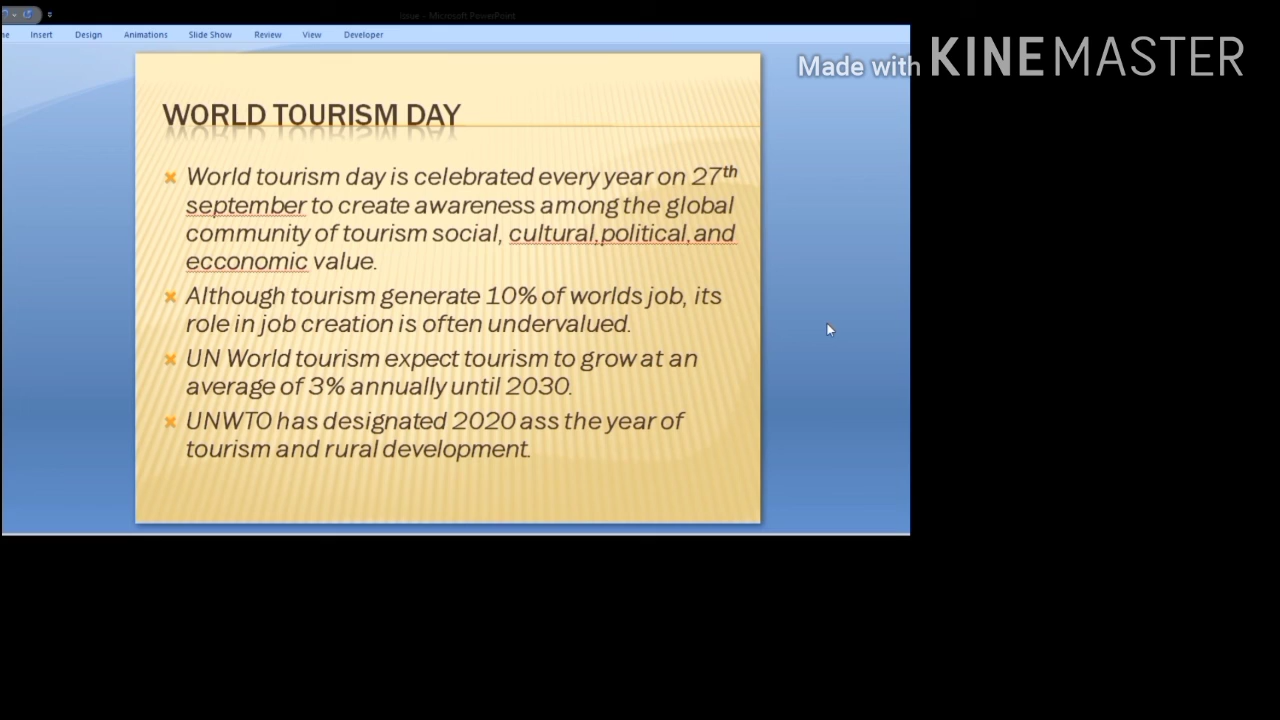 Issue - Microsoft PowerPoint
Insert Design Animations Slide Show Review View Developer
Made with KINEMASTER
WORLD TOURISM DAY
World tourism day is celebrated every year on 27th
september to create awareness among the global
community of tourism social, cultural,political,and
ecconomic value.
Although tourism generate 10% of worlds job, its
role in job creation is often undervalued.
UN World tourism expect tourism to grow at an
average of 3% annually until 2030.
UNWTO has designated 2020 ass the year of
tourism and rural development.